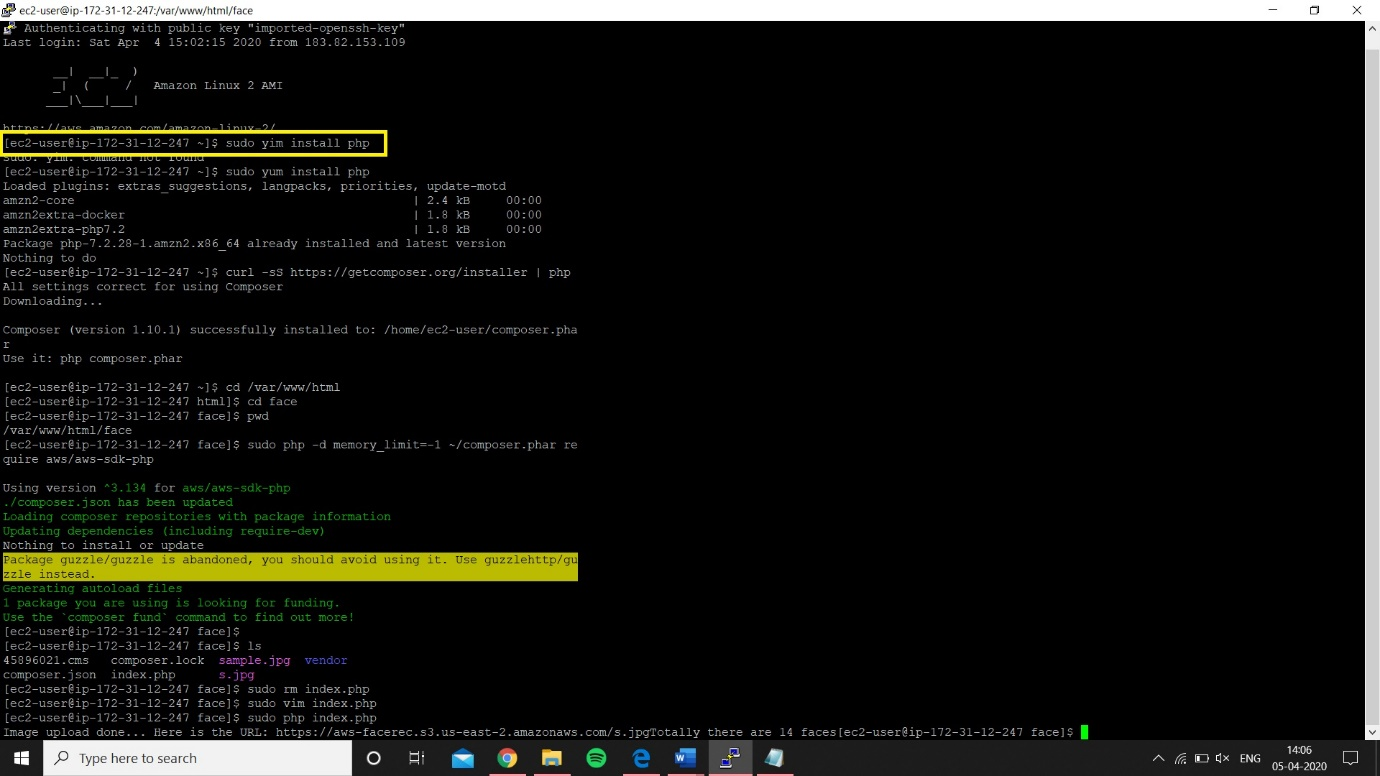 ec2-user@ip-172-31-12-247:/var/www/html/face
Authenticating with public key "imported-openssh-key"
Last login: Sat Apr  4 15:02:15 2020 from 183.82.153.109
__|  __|_  )
_|  (     /   Amazon Linux 2 AMI
___|\___|___|
https://aws.amazon.com/amazon-linux-2/
[ec2-user@ip-172-31-12-247 ~]$ sudo yim install php
sudo: yim: command not found
[ec2-user@ip-172-31-12-247 ~]$ sudo yum install php
Loaded plugins: extras_suggestions, langpacks, priorities, update-motd
amzn2-core | 2.4 kB 00:00
amzn2extra-docker | 1.8 kB 00:00
amzn2extra-php7.2 | 1.8 kB 00:00
Package php-7.2.28-1.amzn2.x86_64 already installed and latest version
Nothing to do
[ec2-user@ip-172-31-12-247 ~]$ curl -sS https://getcomposer.org/installer | php
All settings correct for using Composer
Downloading...
Composer (version 1.10.1) successfully installed to: /home/ec2-user/composer.pha
r
Use it: php composer.phar
[ec2-user@ip-172-31-12-247 ~]$ cd /var/www/html
[ec2-user@ip-172-31-12-247 html]$ cd face
[ec2-user@ip-172-31-12-247 face]$ pwd
/var/www/html/face
[ec2-user@ip-172-31-12-247 face]$ sudo php -d memory_limit=-1 ~/composer.phar re
quire aws/aws-sdk-php
Using version ^3.134 for aws/aws-sdk-php
./composer.json has been updated
Loading composer repositories with package information
Updating dependencies (including require-dev)
Nothing to install or update
Package guzzle/guzzle is abandoned, you should avoid using it. Use guzzlehttp/gu
zzle instead.
Generating autoload files
1 package you are using is looking for funding.
Use the `composer fund` command to find out more!
[ec2-user@ip-172-31-12-247 face]$
[ec2-user@ip-172-31-12-247 face]$ ls
45896021.cms composer.lock sample.jpg vendor
composer.json index.php s.jpg
[ec2-user@ip-172-31-12-247 face]$ sudo rm index.php
[ec2-user@ip-172-31-12-247 face]$ sudo vim index.php
[ec2-user@ip-172-31-12-247 face]$ sudo php index.php
Image upload done... Here is the URL: https://aws-facerec.s3.us-east-2.amazonaws.com/s.jpgTotally there are 14 faces[ec2-user@ip-172-31-12-247 face]$
Type here to search
ENG
14:06
05-04-2020